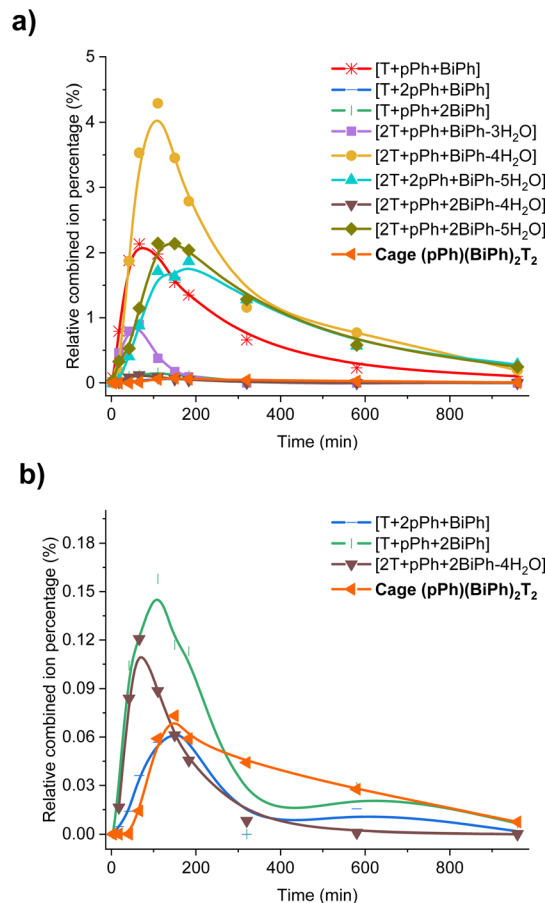 a)
Relative combined ion percentage (%)
5
4
3
2
1
0
[T+pPh+BiPh]
[T+2pPh+BiPh]
[T+pPh+2BiPh]
[2T+pPh+BiPh-3H₂O]
[2T+pPh+BiPh-4H₂O]
[2T+2pPh+BiPh-5H₂O]
[2T+pPh+2BiPh-4H₂O]
[2T+pPh+2BiPh-5H₂O]
Cage (pPh)(BiPh)₂T₂
0 200 400 600 800
Time (min)
b)
Relative combined ion percentage (%)
0.18
0.15
0.12
0.09
0.06
0.03
0.00
[T+2pPh+BiPh]
[T+pPh+2BiPh]
[2T+pPh+2BiPh-4H₂O]
Cage (pPh)(BiPh)₂T₂
0 200 400 600 800
Time (min)